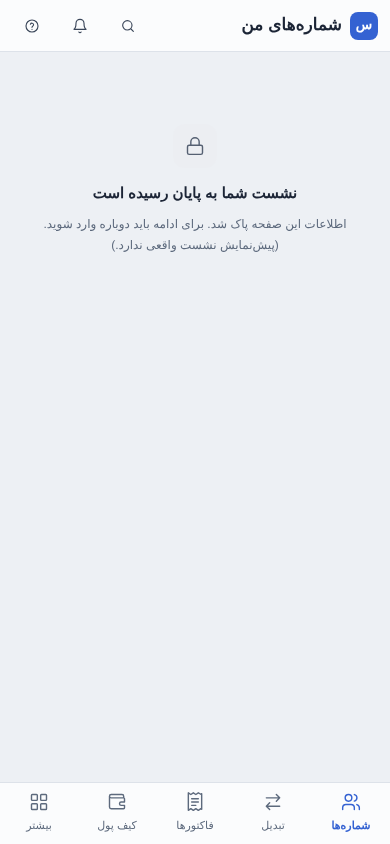 س
شماره‌های من
نشست شما به پایان رسیده است
اطلاعات این صفحه پاک شد. برای ادامه باید دوباره وارد شوید.
(پیش‌نمایش نشست واقعی ندارد.)
شماره‌ها
تبدیل
فاکتورها
کیف پول
بیشتر